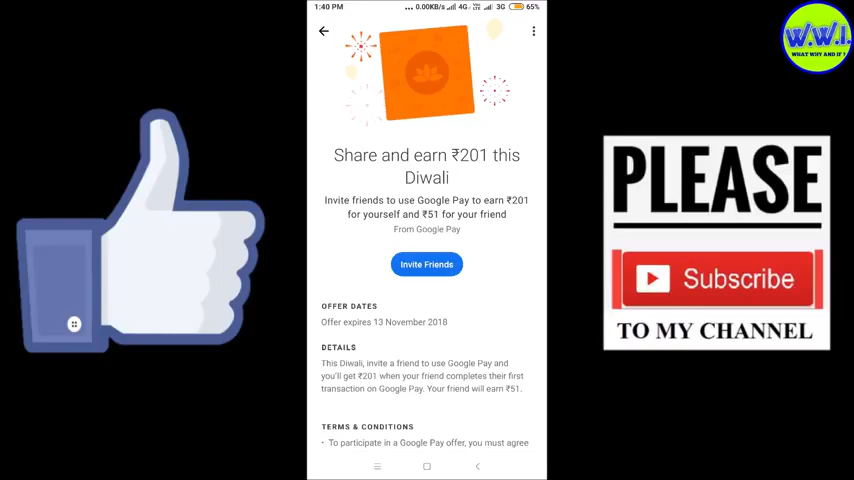 1:40 PM ... 0.00KB/s 4G VoLTE 3G 65%
W.W.I.
WHAT WHY AND IF ?
Share and earn ₹201 this
Diwali
Invite friends to use Google Pay to earn ₹201
for yourself and ₹51 for your friend
From Google Pay
Invite Friends
OFFER DATES
Offer expires 13 November 2018
DETAILS
This Diwali, invite a friend to use Google Pay and
you'll get ₹201 when your friend completes their first
transaction on Google Pay. Your friend will earn ₹51.
TERMS & CONDITIONS
• To participate in a Google Pay offer, you must agree
PLEASE
Subscribe
TO MY CHANNEL